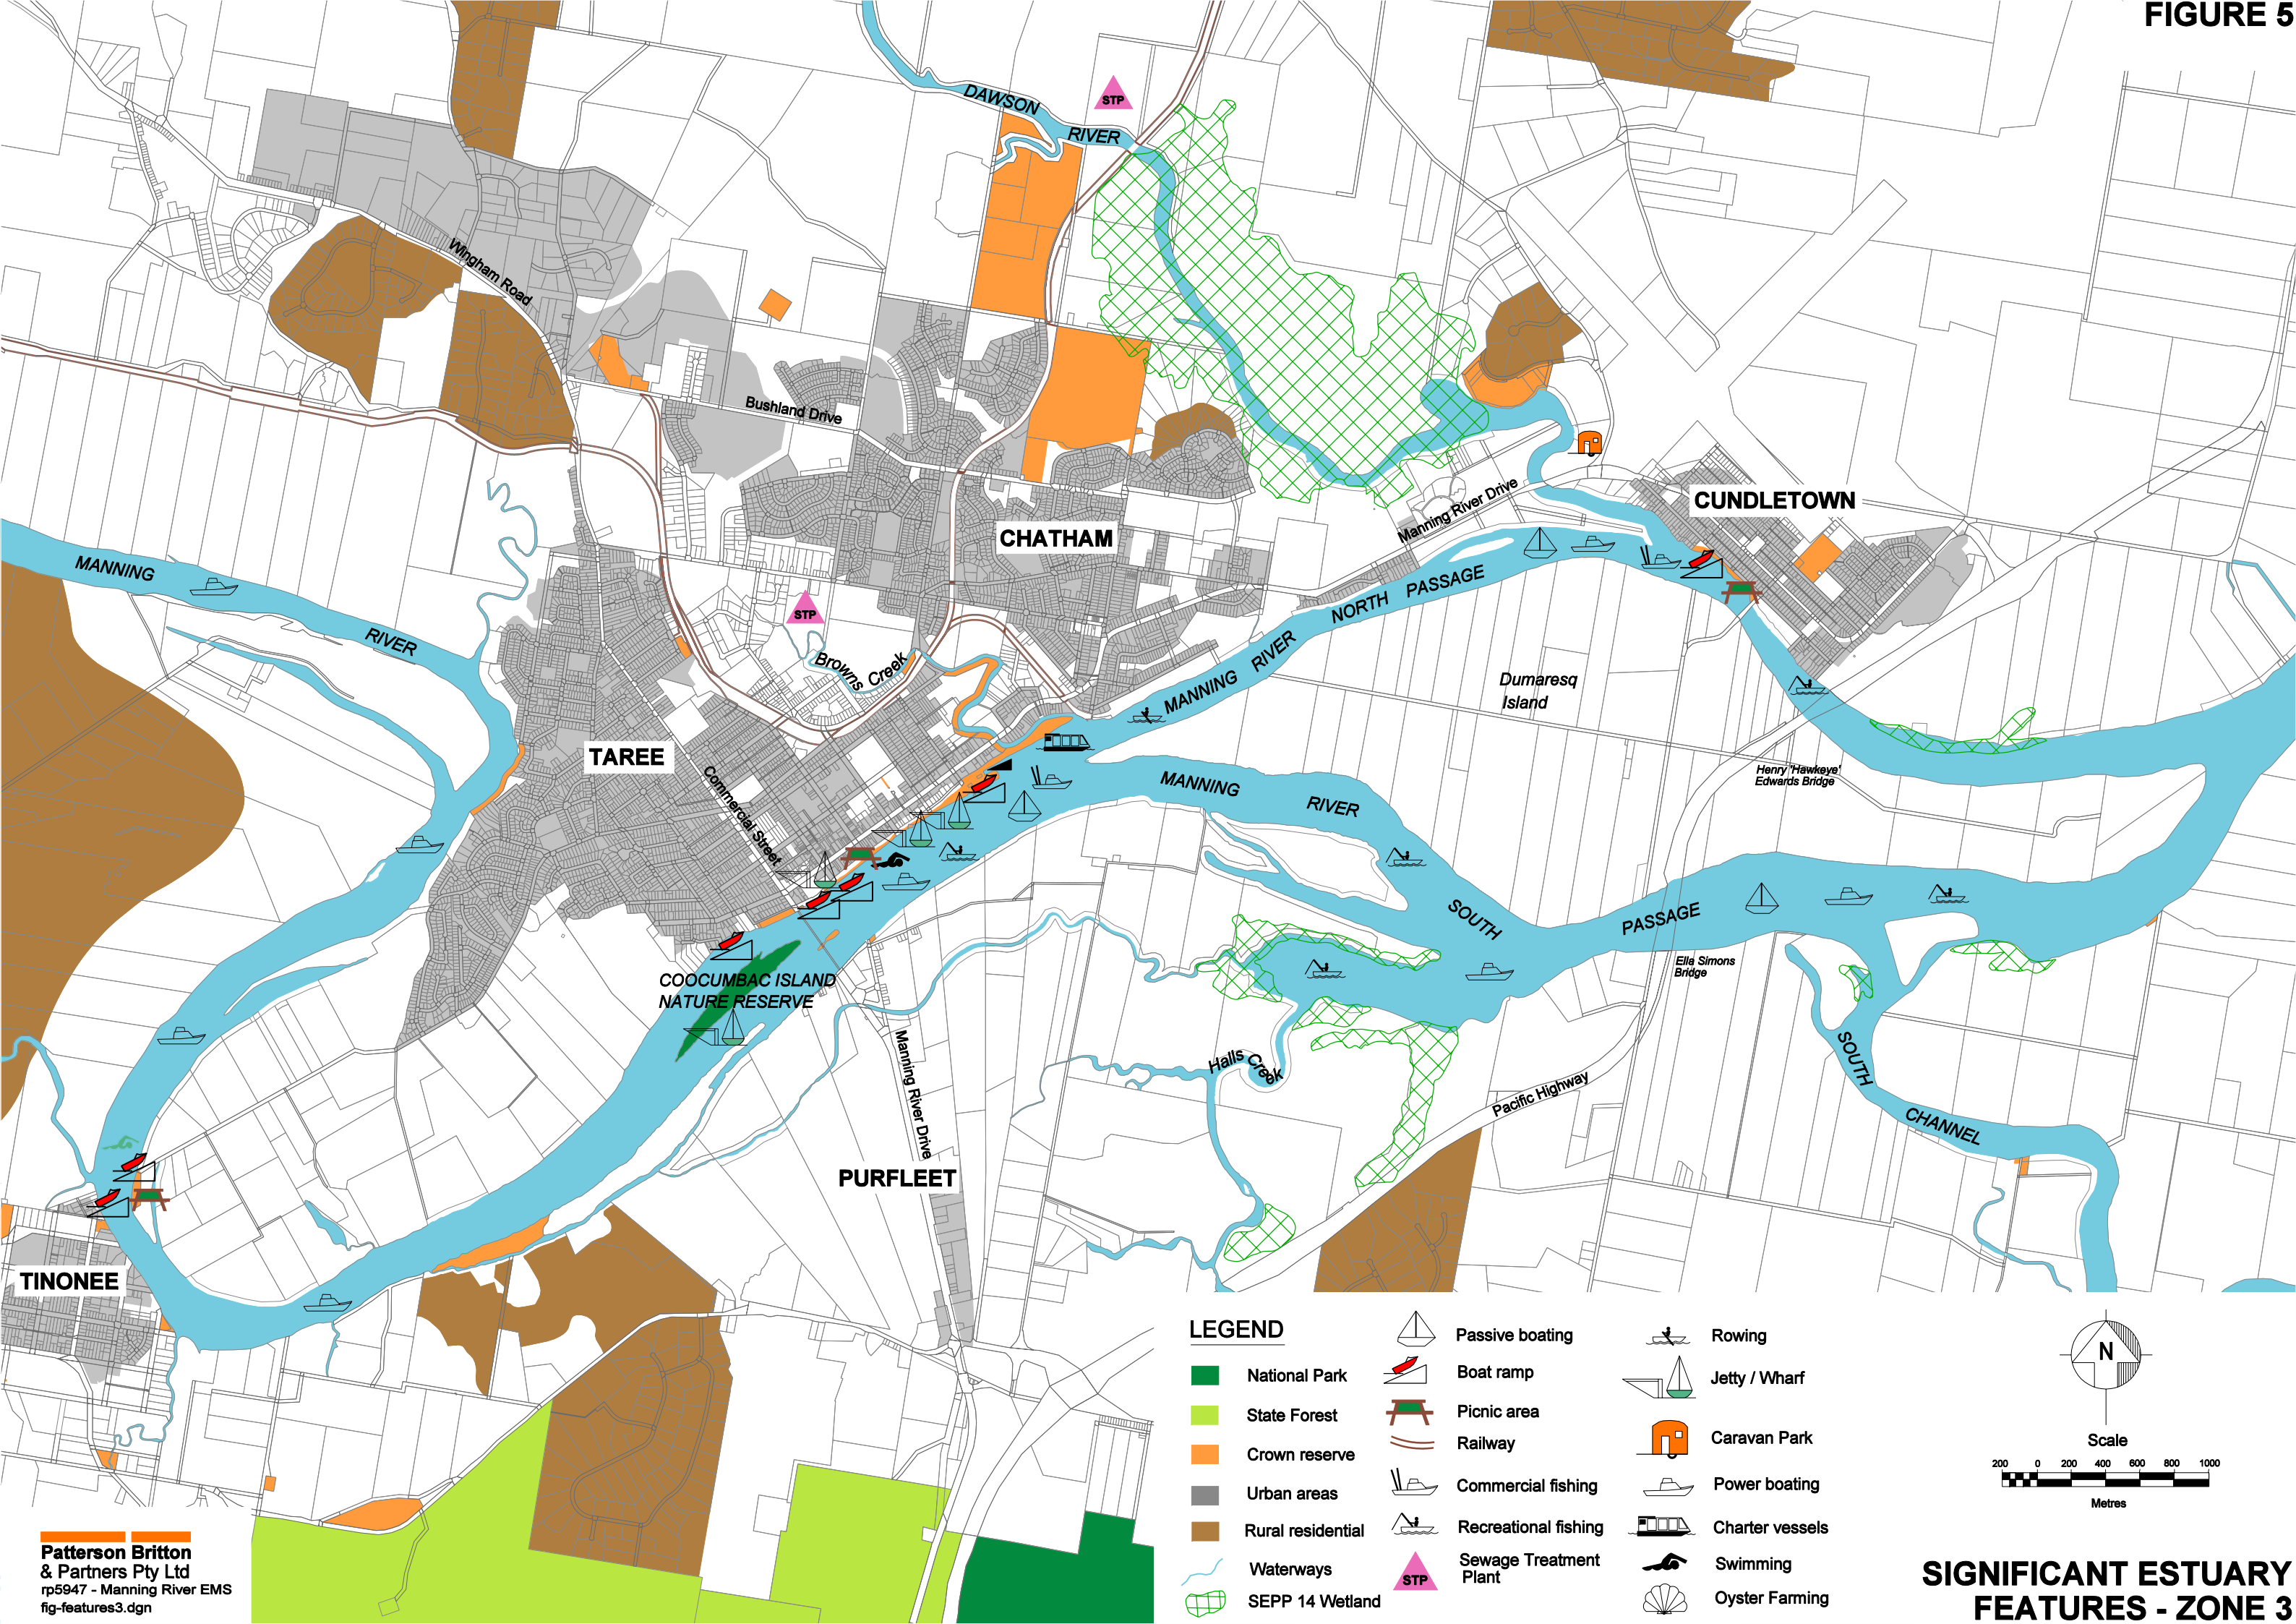 FIGURE 5
DAWSON
RIVER
STP
Wingham Road
Bushland Drive
CUNDLETOWN
Manning River Drive
CHATHAM
MANNING
RIVER
STP
Browns Creek
MANNING RIVER NORTH PASSAGE
Dumaresq
Island
TAREE
Commercial Street
MANNING RIVER
Henry 'Hawkeye'
Edwards Bridge
SOUTH
PASSAGE
Ella Simons
Bridge
COOCUMBAC ISLAND
NATURE RESERVE
Manning River Drive
Halls Creek
Pacific Highway
SOUTH
CHANNEL
PURFLEET
TINONEE
LEGEND
National Park
State Forest
Crown reserve
Urban areas
Rural residential
Waterways
SEPP 14 Wetland
Passive boating
Boat ramp
Picnic area
Railway
Commercial fishing
Recreational fishing
STP
Sewage Treatment
Plant
Rowing
Jetty / Wharf
Caravan Park
Power boating
Charter vessels
Swimming
Oyster Farming
N
Scale
200 0 200 400 600 800 1000
Metres
Patterson Britton
& Partners Pty Ltd
rp5947 - Manning River EMS
fig-features3.dgn
SIGNIFICANT ESTUARY
FEATURES - ZONE 3